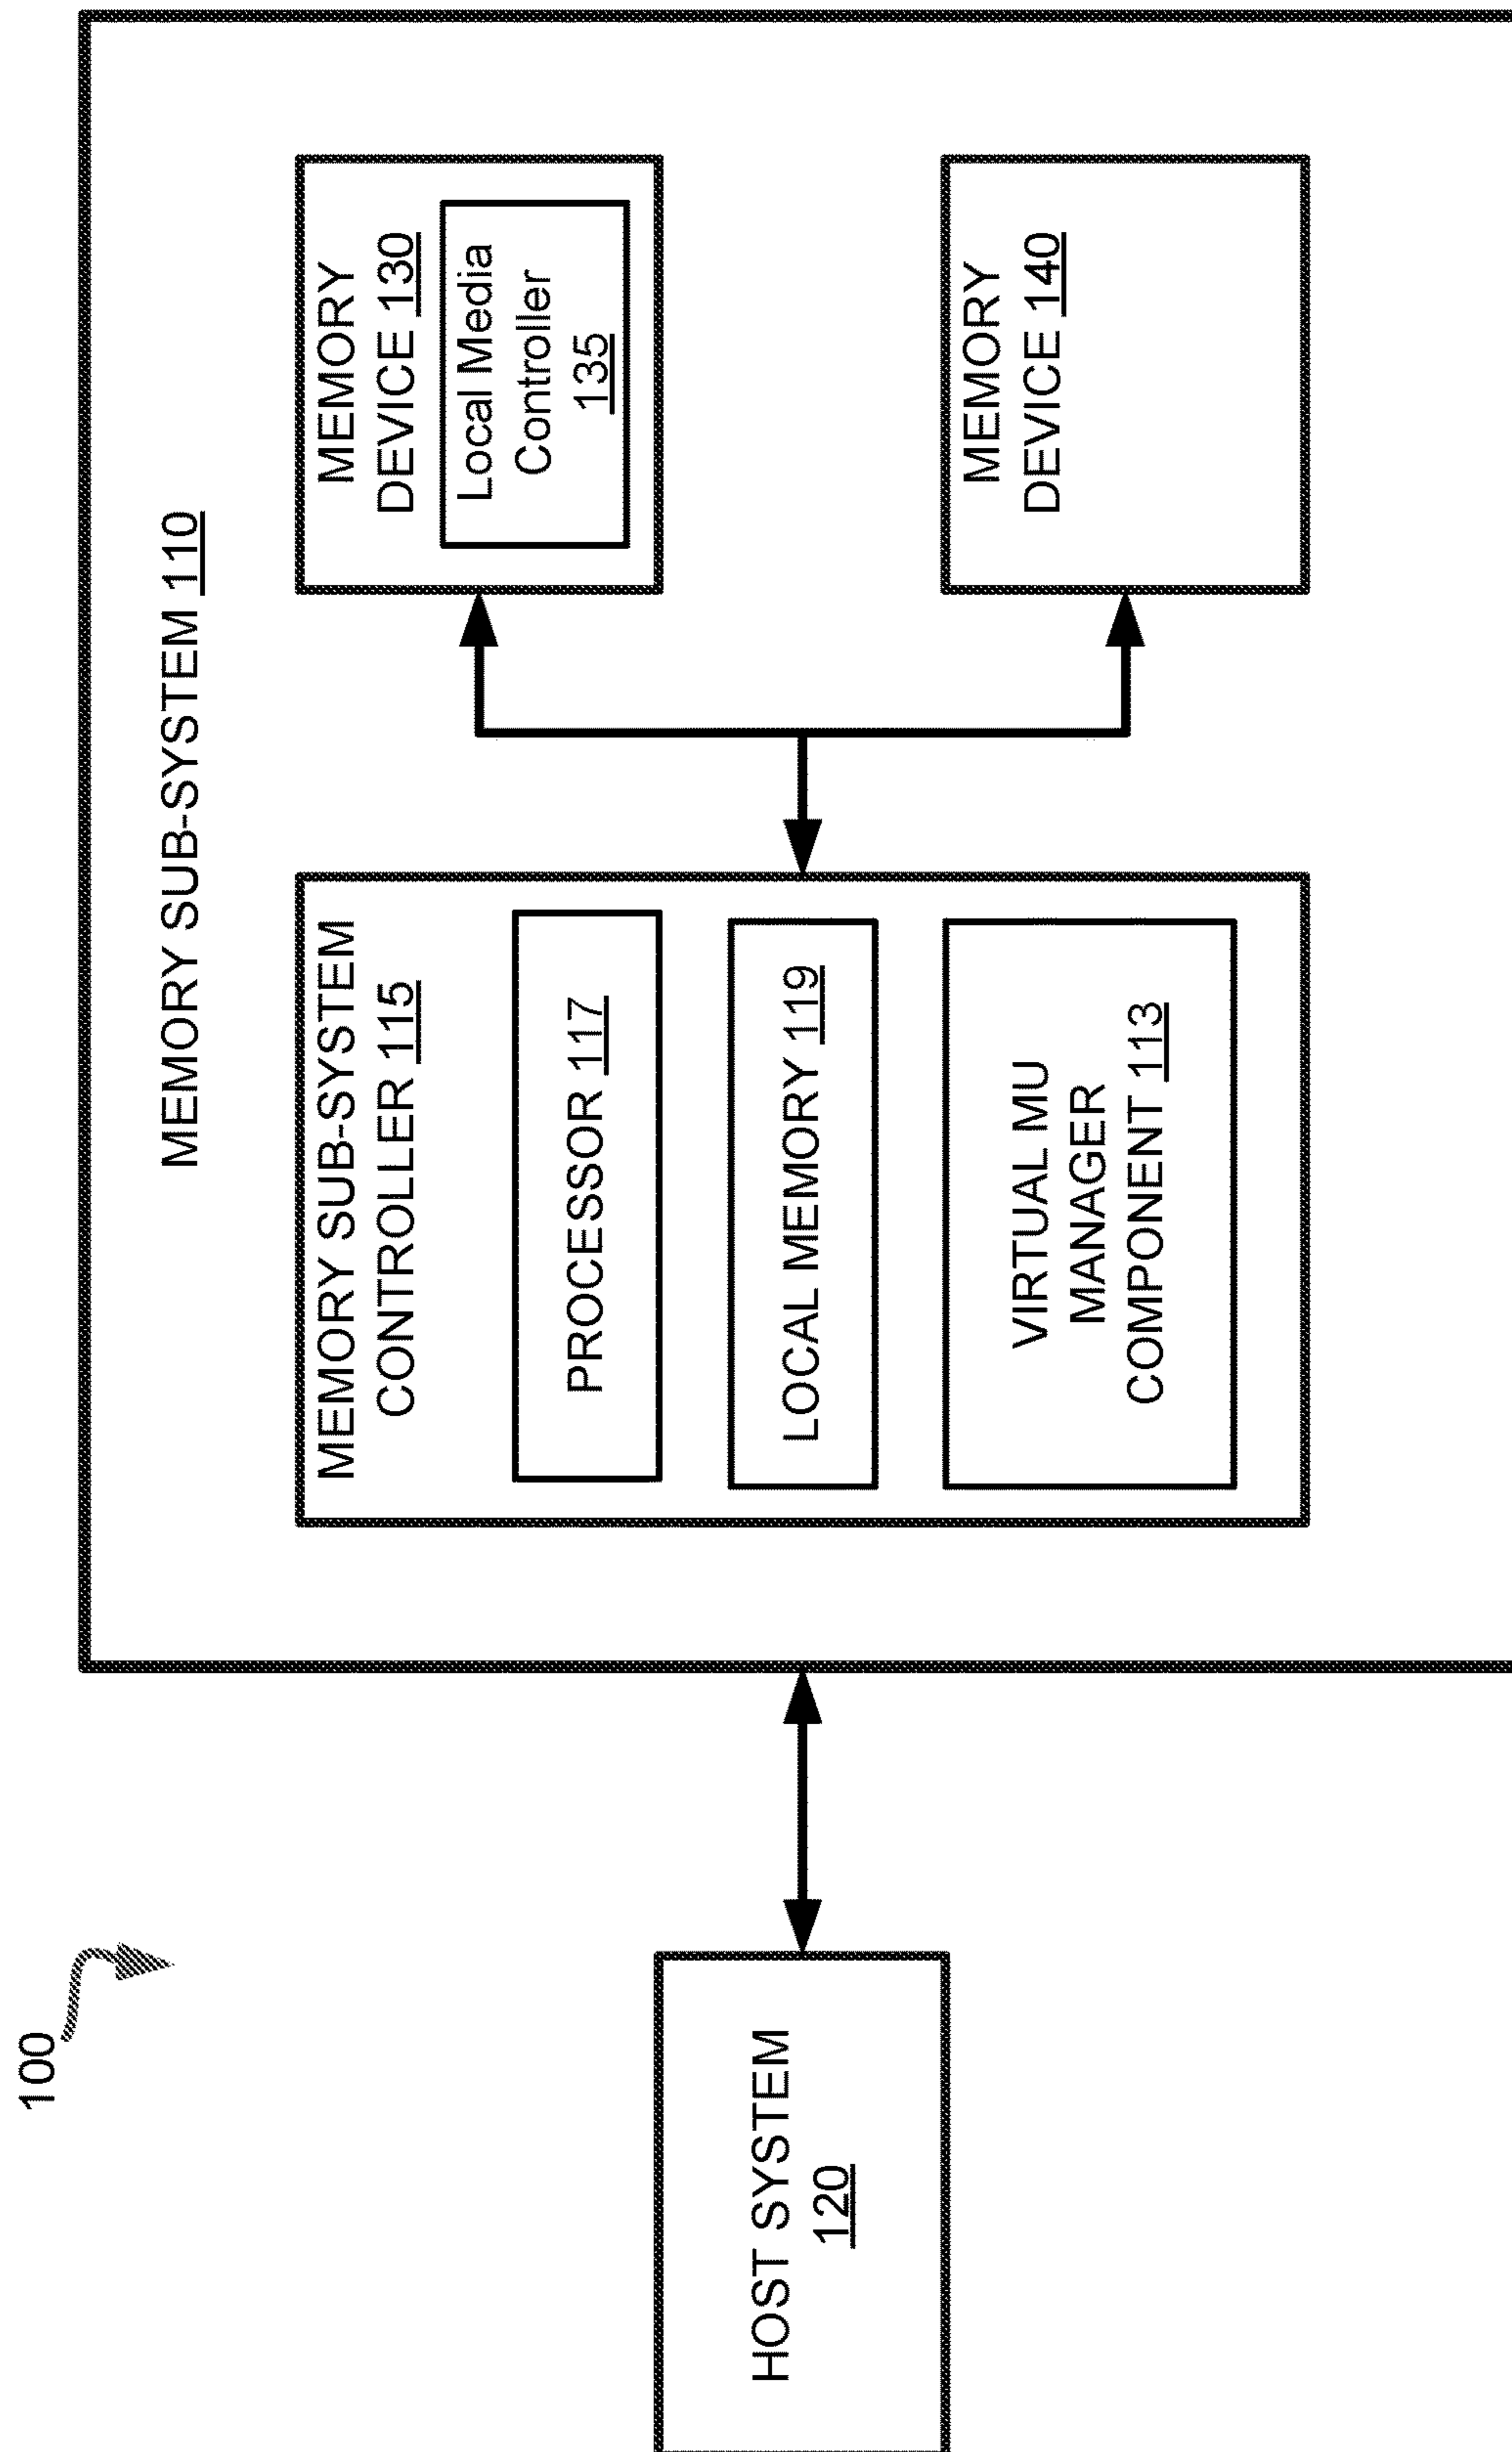 100
HOST SYSTEM
120
MEMORY SUB-SYSTEM 110
MEMORY SUB-SYSTEM
CONTROLLER 115
PROCESSOR 117
LOCAL MEMORY 119
VIRTUAL MU
MANAGER
COMPONENT 113
MEMORY
DEVICE 130
Local Media
Controller
135
MEMORY
DEVICE 140